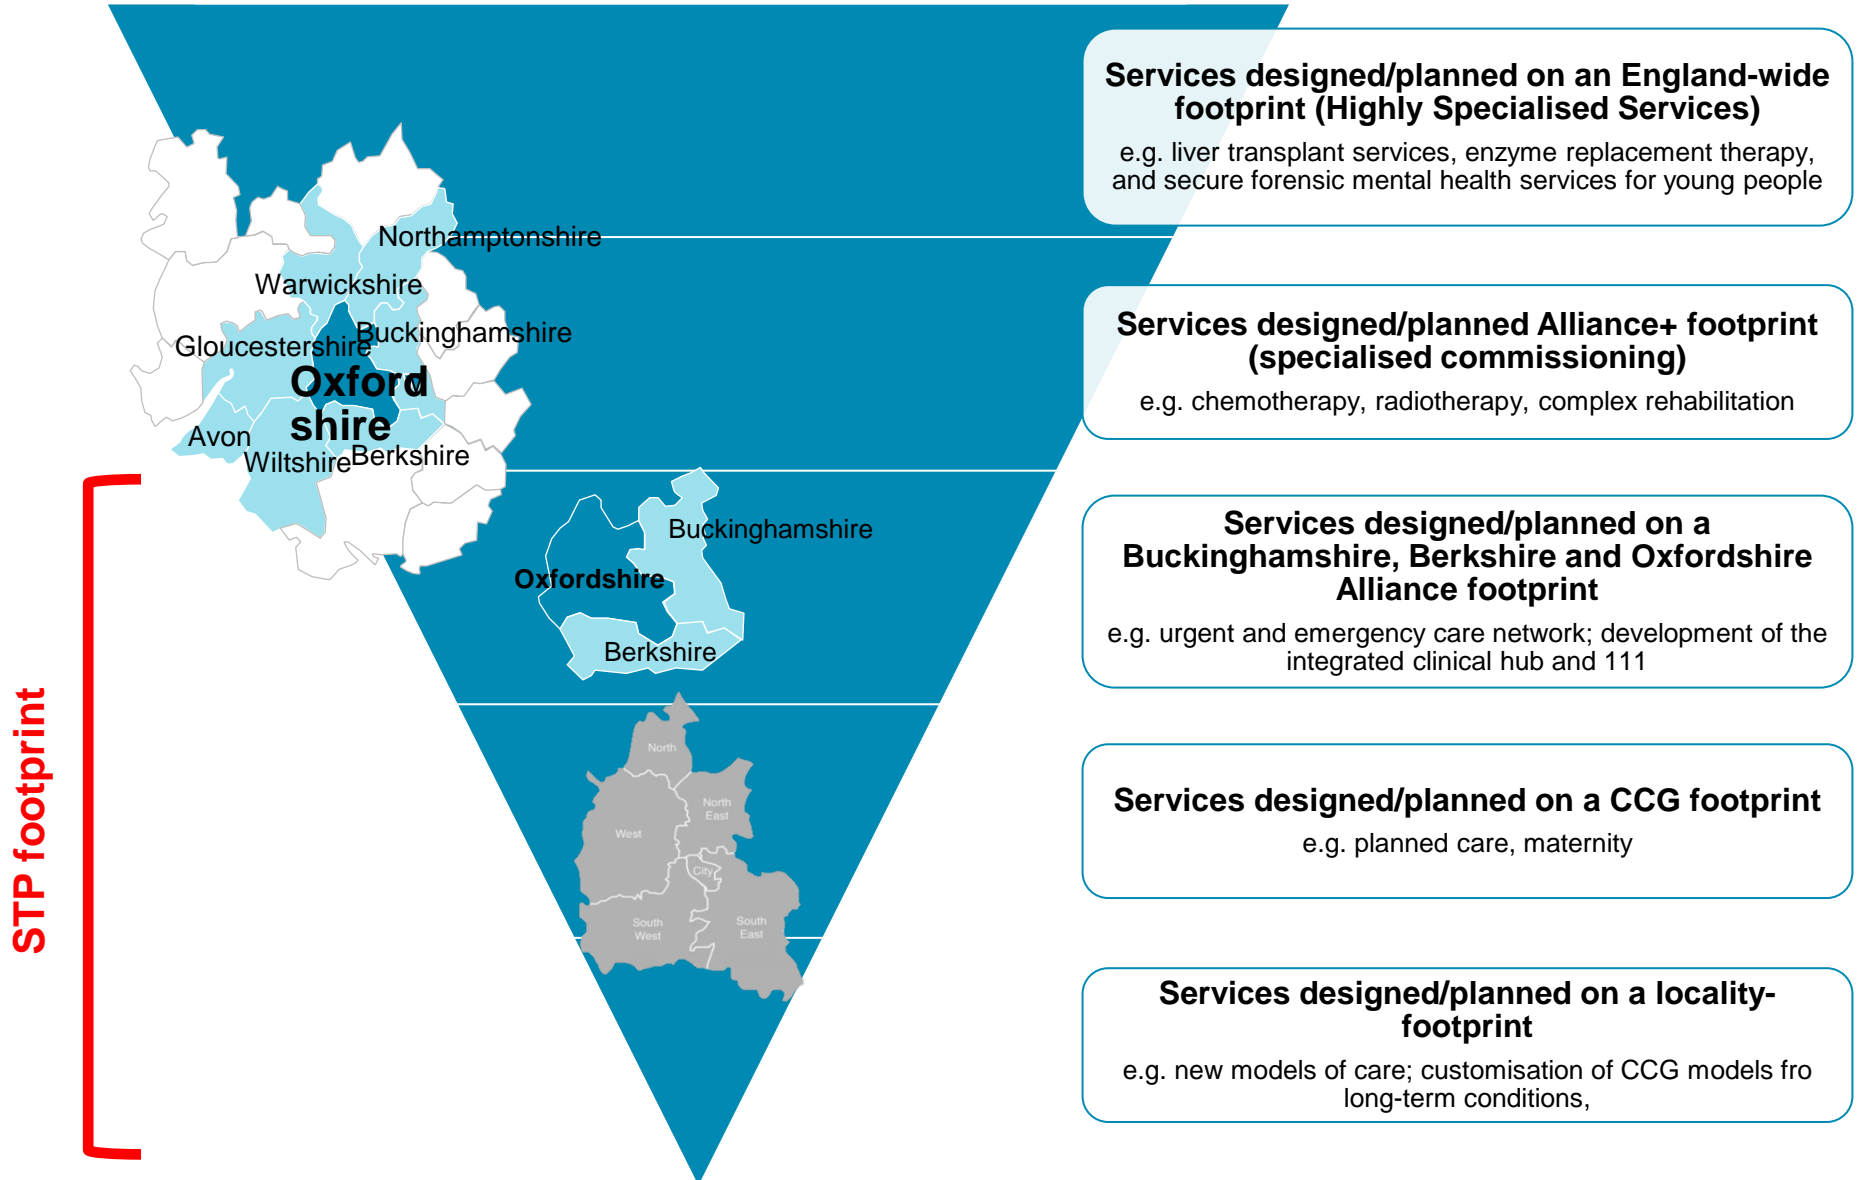 Services designed/planned on an England-wide
footprint (Highly Specialised Services)
e.g. liver transplant services, enzyme replacement therapy,
and secure forensic mental health services for young people
Northamptonshire
Warwickshire
Buckinghamshire
Gloucestershire
Oxford
shire
Avon
Wiltshire
Berkshire
Services designed/planned Alliance+ footprint
(specialised commissioning)
e.g. chemotherapy, radiotherapy, complex rehabilitation
STP footprint
Buckinghamshire
Oxfordshire
Berkshire
Services designed/planned on a
Buckinghamshire, Berkshire and Oxfordshire
Alliance footprint
e.g. urgent and emergency care network; development of the
integrated clinical hub and 111
North
North
East
West
City
South
West
South
East
Services designed/planned on a CCG footprint
e.g. planned care, maternity
Services designed/planned on a locality-
footprint
e.g. new models of care; customisation of CCG models fro
long-term conditions,